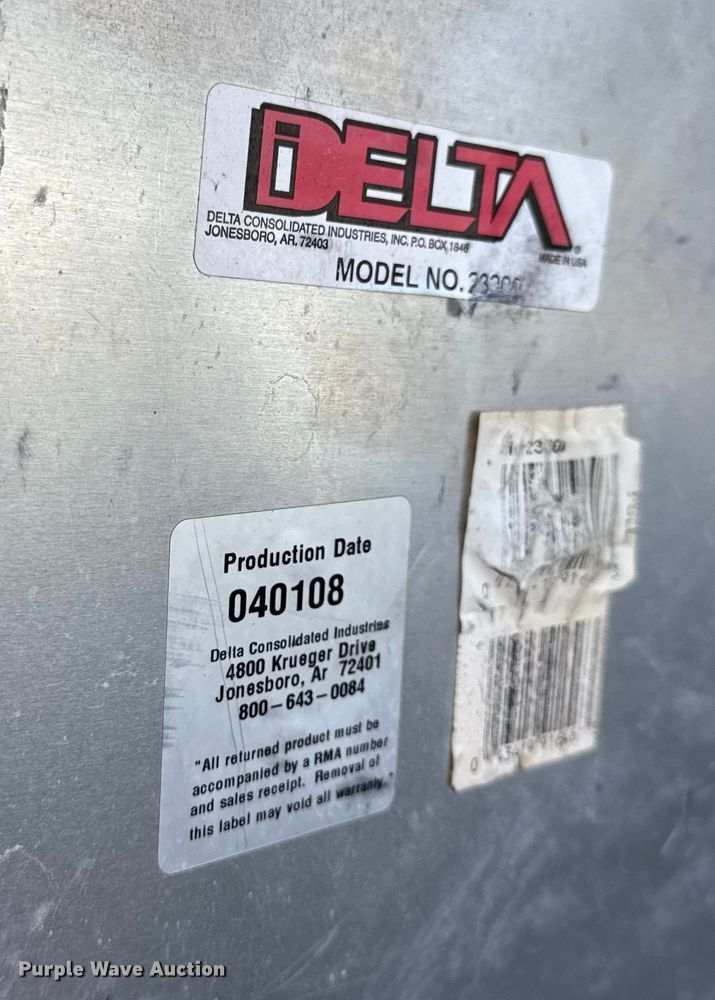 DELTA
DELTA CONSOLIDATED INDUSTRIES, INC. P.O. BOX 1846
JONESBORO, AR. 72403
MADE IN USA
MODEL NO.
Production Date
040108
Delta Consolidated Industries
4800 Krueger Drive
Jonesboro, Ar 72401
800-643-0084
"All returned product must be
accompanied by a RMA number
and sales receipt. Removal of
this label may void all warranty."
Purple Wave Auction